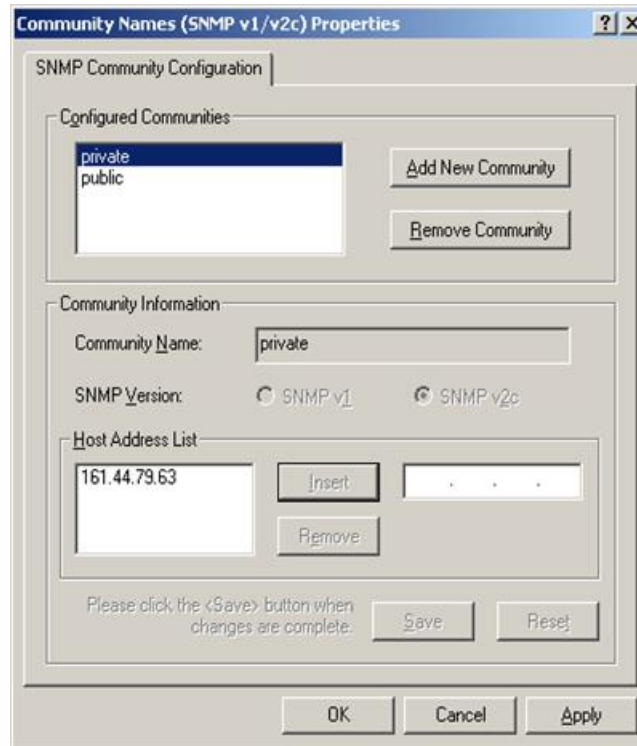 Community Names (SNMP v1/v2c) Properties
SNMP Community Configuration
Configured Communities
private
public
Add New Community
Remove Community
Community Information
Community Name: private
SNMP Version: SNMP v1 SNMP v2c
Host Address List
161.44.79.63
Insert . . .
Remove
Please click the <Save> button when
changes are complete.
Save Reset
OK Cancel Apply